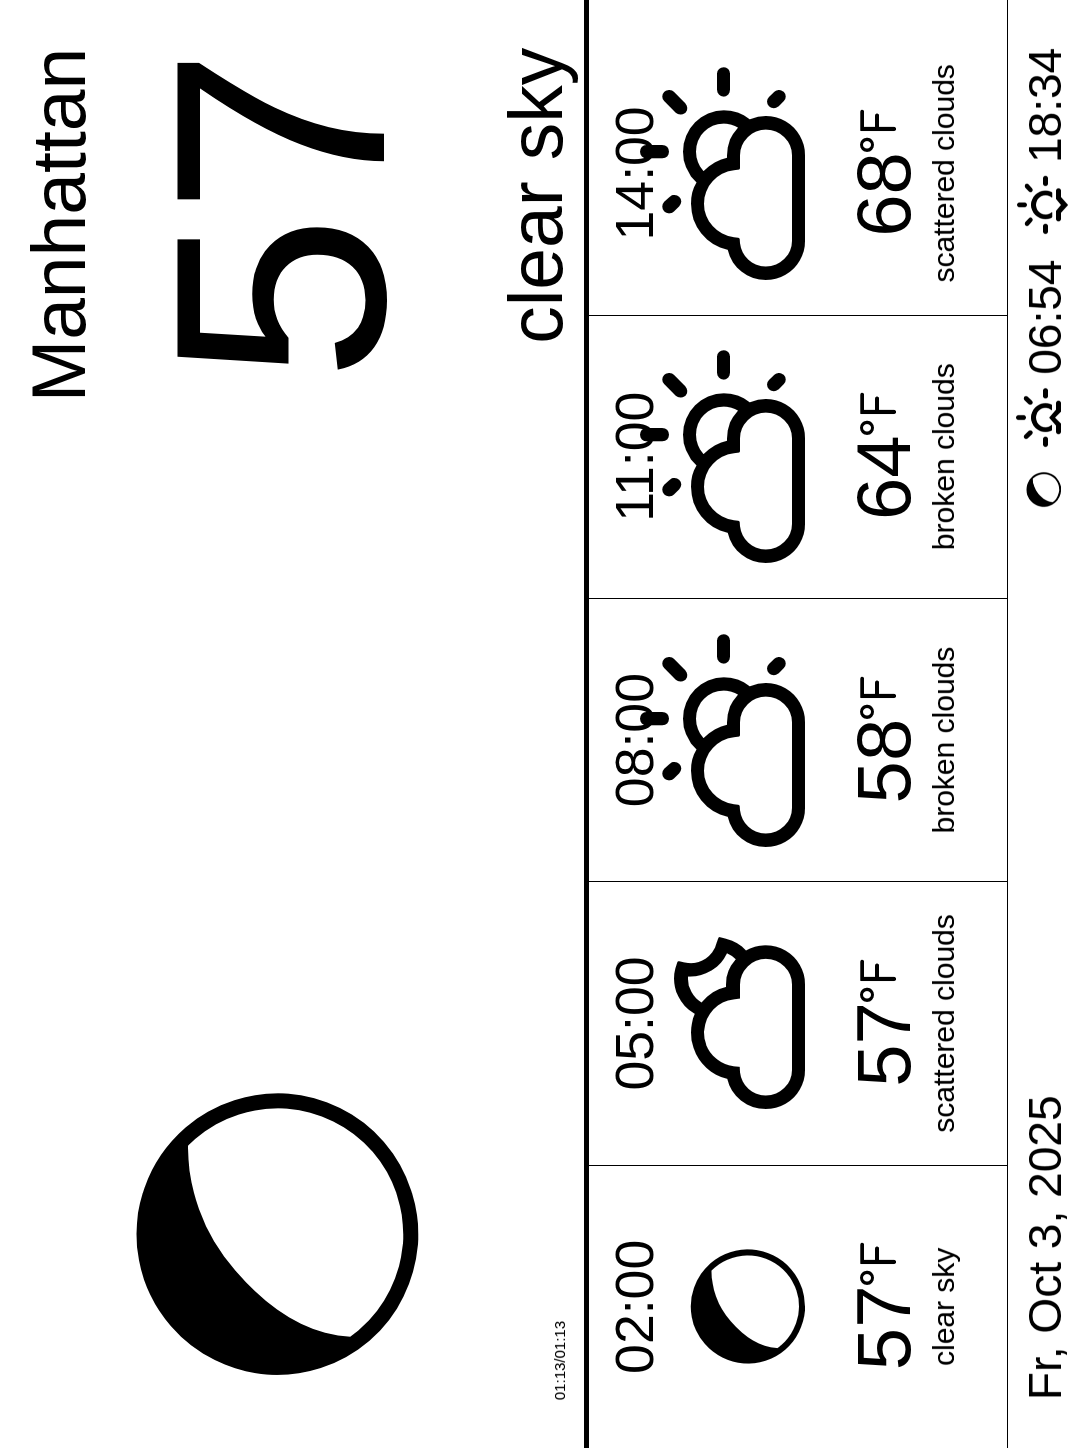 Manhattan
57
clear sky
01:13/01:13
02:00
57°F
clear sky
05:00
57°F
scattered clouds
08:00
58°F
broken clouds
11:00
64°F
broken clouds
14:00
68°F
scattered clouds
Fr, Oct 3, 2025
06:54
18:34